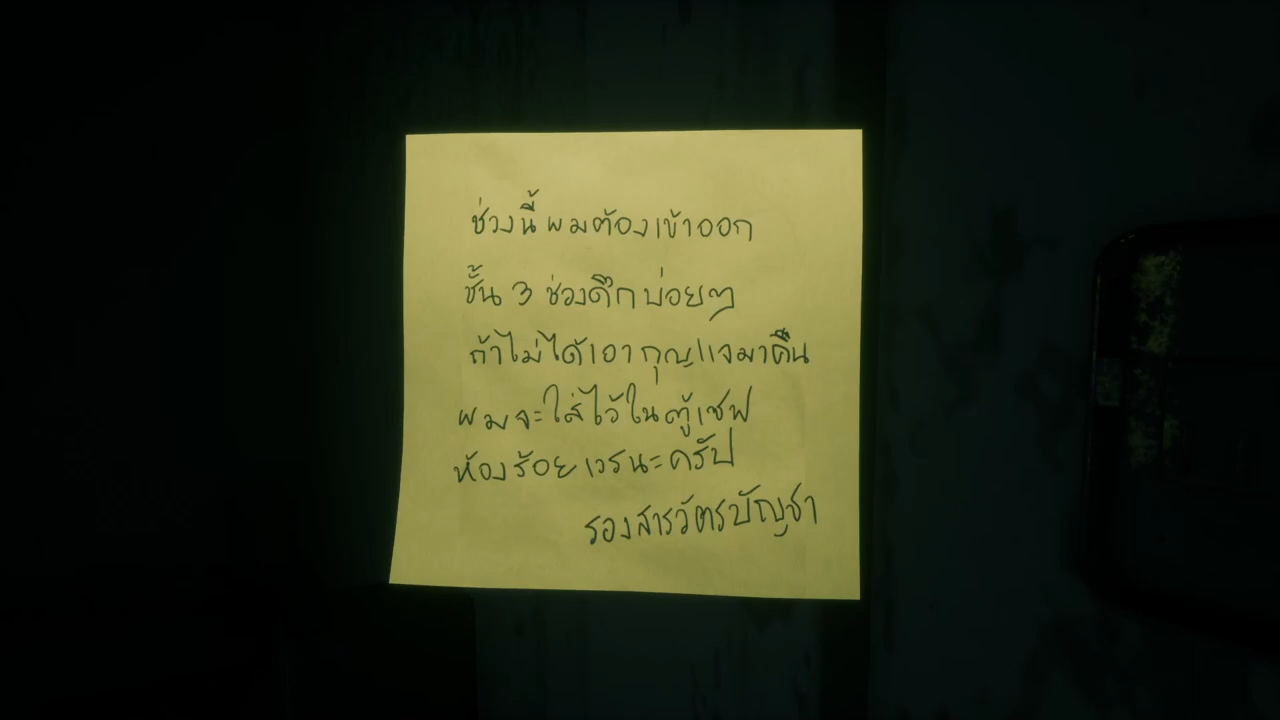 ช่วงนี้ ผมต้องเข้าออก
ชั้น 3 ช่วงดึกบ่อยๆ
ถ้าไม่ได้เอากุญแจมาคืน
ผมจะใส่ไว้ในตู้เซฟ
ห้องร้อยเวรนะครับ
รองสารวัตรบัญชา